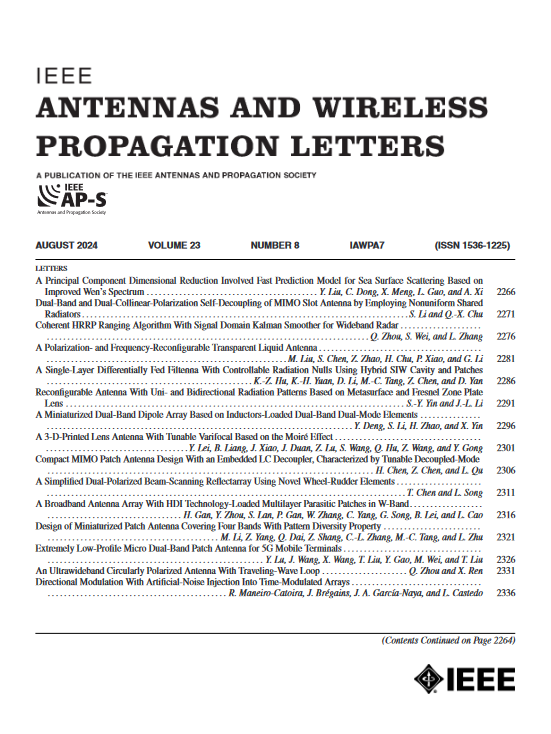 IEEE
ANTENNAS AND WIRELESS
PROPAGATION LETTERS
A PUBLICATION OF THE IEEE ANTENNAS AND PROPAGATION SOCIETY
IEEE
AP-S
Antennas and Propagation Society
AUGUST 2024 VOLUME 23 NUMBER 8 IAWPA7 (ISSN 1536-1225)
LETTERS
A Principal Component Dimensional Reduction Involved Fast Prediction Model for Sea Surface Scattering Based on
Improved Wen's Spectrum ........ Y. Liu, C. Dong, X. Meng, L. Guo, and A. Xi 2266
Dual-Band and Dual-Collinear-Polarization Self-Decoupling of MIMO Slot Antenna by Employing Nonuniform Shared
Radiators ........ S. Li and Q.-X. Chu 2271
Coherent HRRP Ranging Algorithm With Signal Domain Kalman Smoother for Wideband Radar ........
........ Q. Zhou, S. Wei, and L. Zhang 2276
A Polarization- and Frequency-Reconfigurable Transparent Liquid Antenna ........
........ M. Liu, S. Chen, Z. Zhao, H. Chu, P. Xiao, and G. Li 2281
A Single-Layer Differentially Fed Filtenna With Controllable Radiation Nulls Using Hybrid SIW Cavity and Patches
........ K.-Z. Hu, K.-H. Yuan, D. Li, M.-C. Tang, Z. Chen, and D. Yan 2286
Reconfigurable Antenna With Uni- and Bidirectional Radiation Patterns Based on Metasurface and Fresnel Zone Plate
Lens ........ S.-Y. Yin and J.-L. Li 2291
A Miniaturized Dual-Band Dipole Array Based on Inductors-Loaded Dual-Band Dual-Mode Elements ........
........ Y. Deng, S. Li, H. Zhao, and X. Yin 2296
A 3-D-Printed Lens Antenna With Tunable Varifocal Based on the Moiré Effect ........
........ Y. Lei, B. Liang, J. Xiao, J. Duan, Z. Lu, S. Wang, Q. Hu, Z. Wang, and Y. Gong 2301
Compact MIMO Patch Antenna Design With an Embedded LC Decoupler, Characterized by Tunable Decoupled-Mode
........ H. Chen, Z. Chen, and L. Qu 2306
A Simplified Dual-Polarized Beam-Scanning Reflectarray Using Novel Wheel-Rudder Elements ........
........ T. Chen and L. Song 2311
A Broadband Antenna Array With HDI Technology-Loaded Multilayer Parasitic Patches in W-Band ........
........ H. Gan, Y. Zhou, S. Lan, P. Gan, W. Zhang, C. Yang, G. Song, B. Lei, and L. Cao 2316
Design of Miniaturized Patch Antenna Covering Four Bands With Pattern Diversity Property ........
........ M. Li, Z. Yang, Q. Dai, Z. Shang, C.-L. Zhang, M.-C. Tang, and L. Zhu 2321
Extremely Low-Profile Micro Dual-Band Patch Antenna for 5G Mobile Terminals ........
........ Y. Lu, J. Wang, X. Wang, T. Liu, Y. Gao, M. Wei, and T. Liu 2326
An Ultrawideband Circularly Polarized Antenna With Traveling-Wave Loop ........ Q. Zhou and X. Ren 2331
Directional Modulation With Artificial-Noise Injection Into Time-Modulated Arrays ........
........ R. Maneiro-Catoira, J. Brégains, J. A. García-Naya, and L. Castedo 2336
(Contents Continued on Page 2264)
IEEE